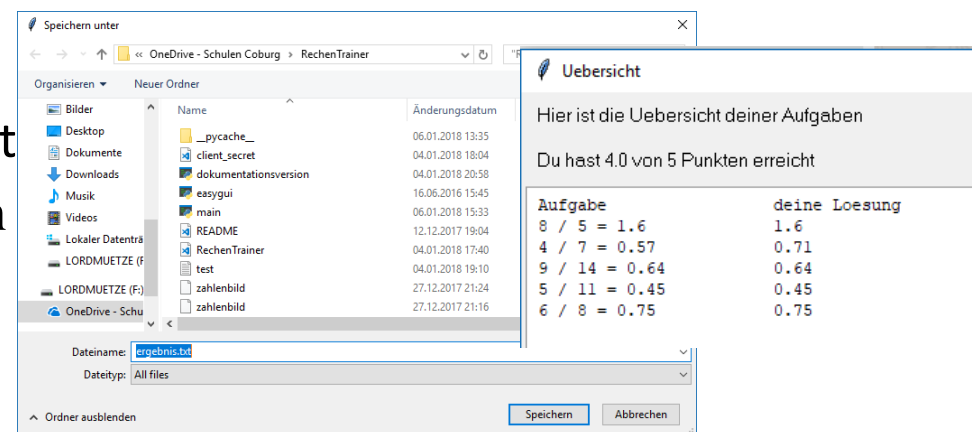 Speichern unter
« OneDrive - Schulen Coburg > RechenTrainer
Organisieren
Neuer Ordner
Bilder
Desktop
Dokumente
Downloads
Musik
Videos
Lokaler Datenträ
LORDMUETZE (F
LORDMUETZE (F:)
OneDrive - Schu
Name Änderungsdatum
__pycache__ 06.01.2018 13:35
client_secret 04.01.2018 18:04
dokumentationsversion 04.01.2018 20:58
easygui 16.06.2016 15:45
main 06.01.2018 15:33
README 12.12.2017 19:04
RechenTrainer 04.01.2018 17:40
test 04.01.2018 19:10
zahlenbild 27.12.2017 21:24
zahlenbild 27.12.2017 21:16
Dateiname: ergebnis.txt
Dateityp: All files
Ordner ausblenden
Speichern
Abbrechen
Uebersicht
Hier ist die Uebersicht deiner Aufgaben
Du hast 4.0 von 5 Punkten erreicht
Aufgabe deine Loesung
8 / 5 = 1.6 1.6
4 / 7 = 0.57 0.71
9 / 14 = 0.64 0.64
5 / 11 = 0.45 0.45
6 / 8 = 0.75 0.75